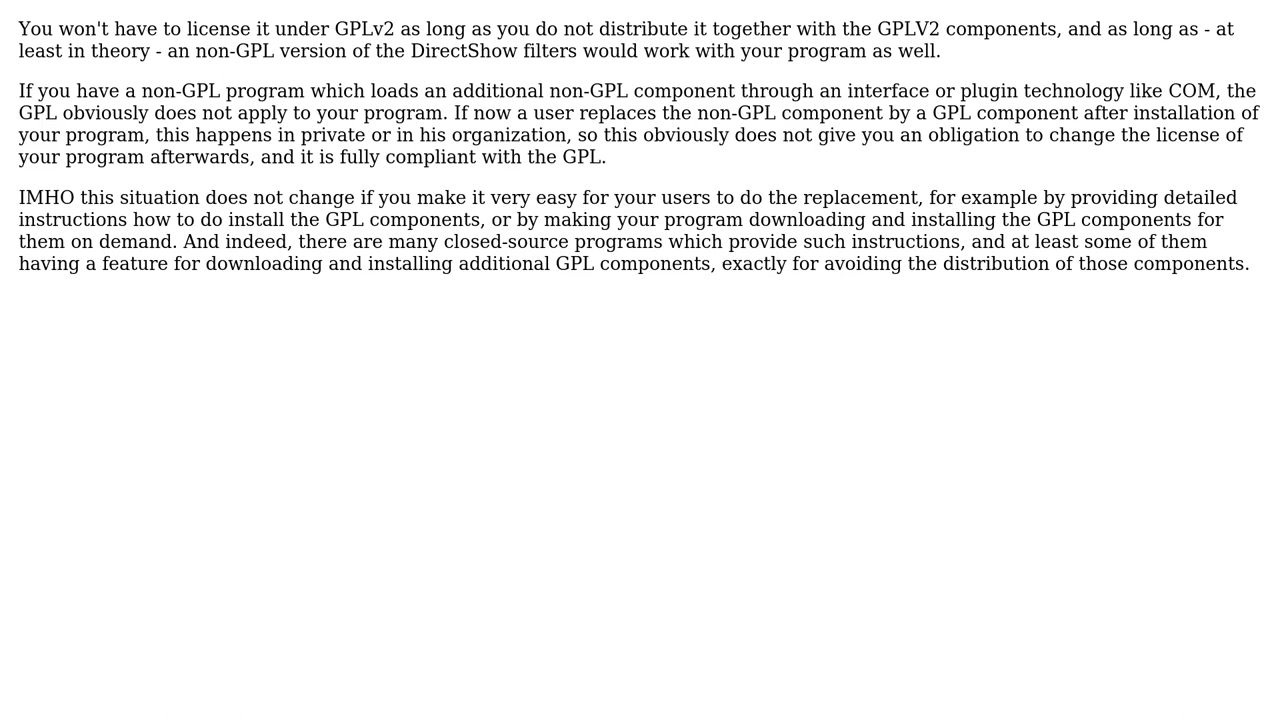 You won't have to license it under GPLv2 as long as you do not distribute it together with the GPLV2 components, and as long as - at
least in theory - an non-GPL version of the DirectShow filters would work with your program as well.
If you have a non-GPL program which loads an additional non-GPL component through an interface or plugin technology like COM, the
GPL obviously does not apply to your program. If now a user replaces the non-GPL component by a GPL component after installation of
your program, this happens in private or in his organization, so this obviously does not give you an obligation to change the license of
your program afterwards, and it is fully compliant with the GPL.
IMHO this situation does not change if you make it very easy for your users to do the replacement, for example by providing detailed
instructions how to do install the GPL components, or by making your program downloading and installing the GPL components for
them on demand. And indeed, there are many closed-source programs which provide such instructions, and at least some of them
having a feature for downloading and installing additional GPL components, exactly for avoiding the distribution of those components.